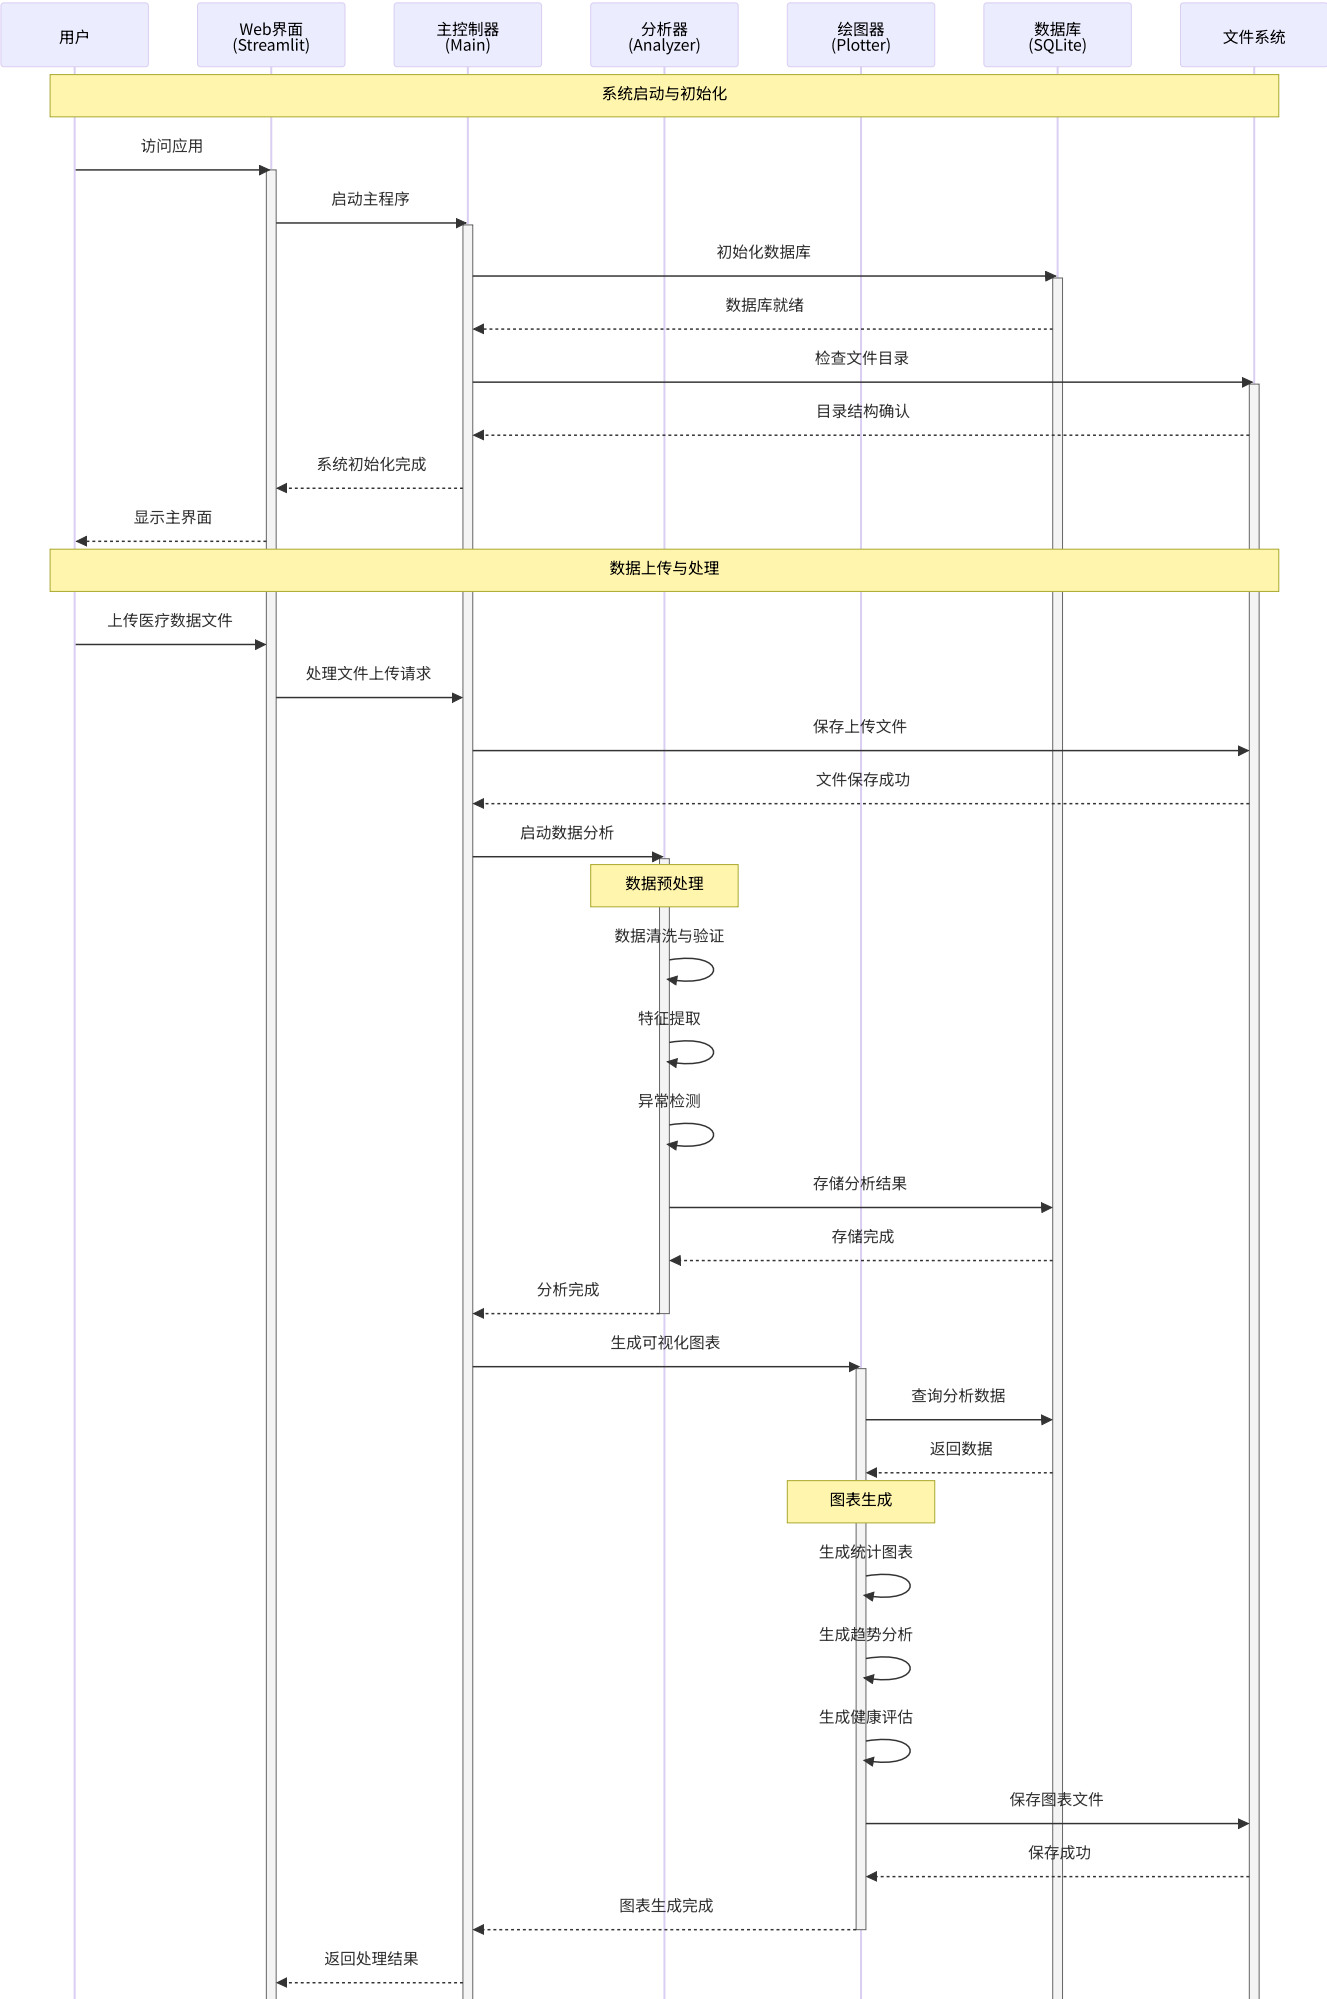 用户
Web界面
(Streamlit)
主控制器
(Main)
分析器
(Analyzer)
绘图器
(Plotter)
数据库
(SQLite)
文件系统
系统启动与初始化
访问应用
启动主程序
初始化数据库
数据库就绪
检查文件目录
目录结构确认
系统初始化完成
显示主界面
数据上传与处理
上传医疗数据文件
处理文件上传请求
保存上传文件
文件保存成功
启动数据分析
数据预处理
数据清洗与验证
特征提取
异常检测
存储分析结果
存储完成
分析完成
生成可视化图表
查询分析数据
返回数据
图表生成
生成统计图表
生成趋势分析
生成健康评估
保存图表文件
保存成功
图表生成完成
返回处理结果